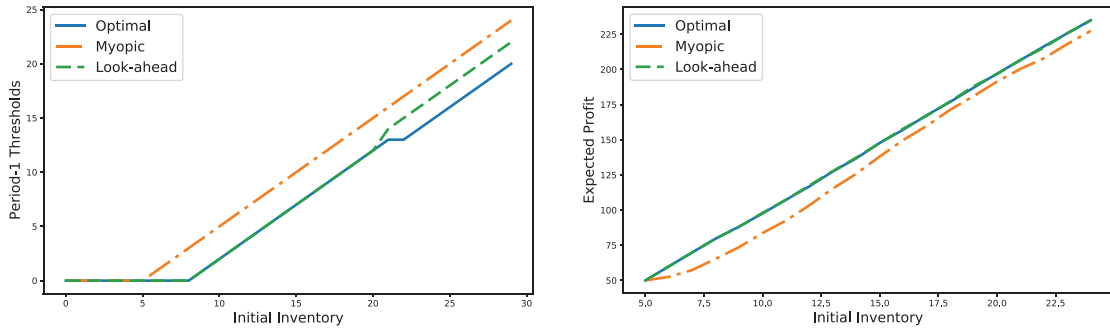 Optimal
Myopic
Look-ahead
Period-1 Thresholds
25
20
15
10
5
0
0 5 10 15 20 25 30
Initial Inventory
Optimal
Myopic
Look-ahead
Expected Profit
225
200
175
150
125
100
75
50
5,0 7,5 10,0 12,5 15,0 17,5 20,0 22,5
Initial Inventory